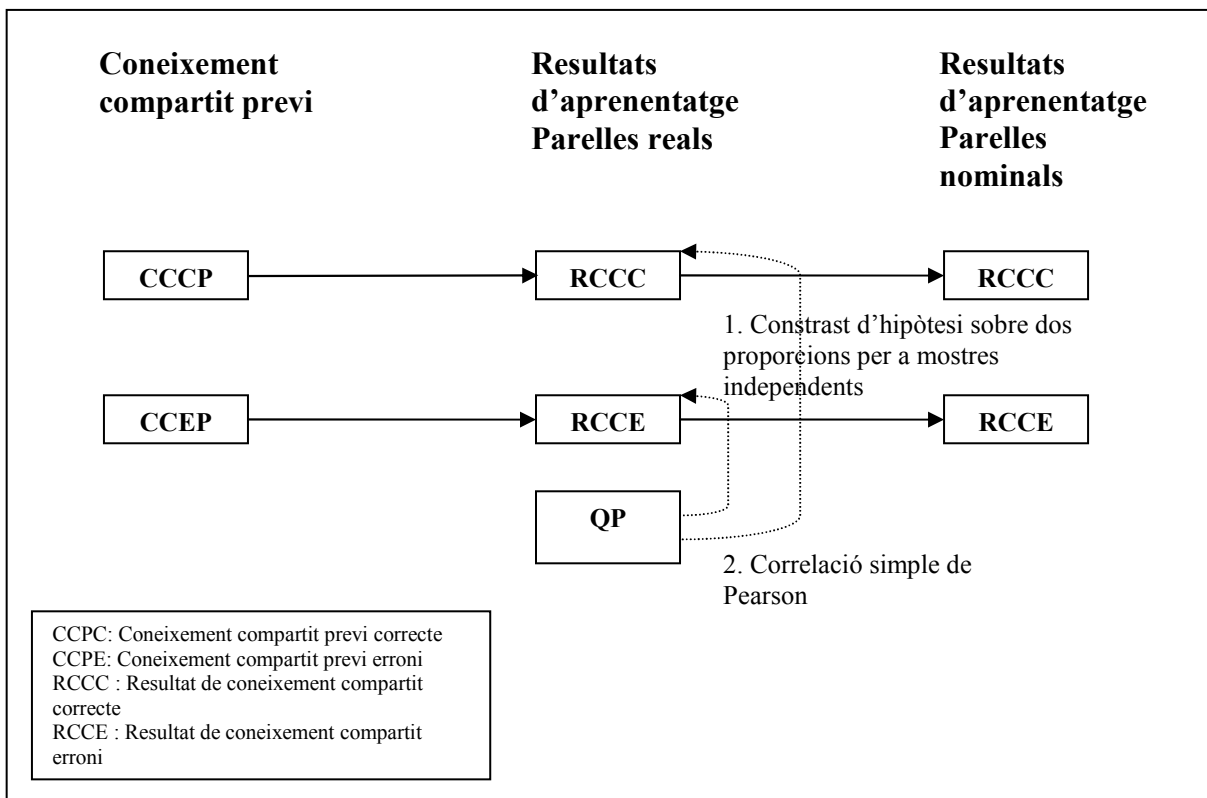 Coneixement
compartit previ
Resultats
d'aprenentatge
Parelles reals
Resultats
d'aprenentatge
Parelles
nominals
CCCP
RCCC
RCCC
1. Constrast d'hipòtesi sobre dos
proporcions per a mostres
independents
CCEP
RCCE
RCCE
QP
2. Correlació simple de
Pearson
CCPC: Coneixement compartit previ correcte
CCPE: Coneixement compartit previ erroni
RCCC : Resultat de coneixement compartit
correcte
RCCE : Resultat de coneixement compartit
erroni